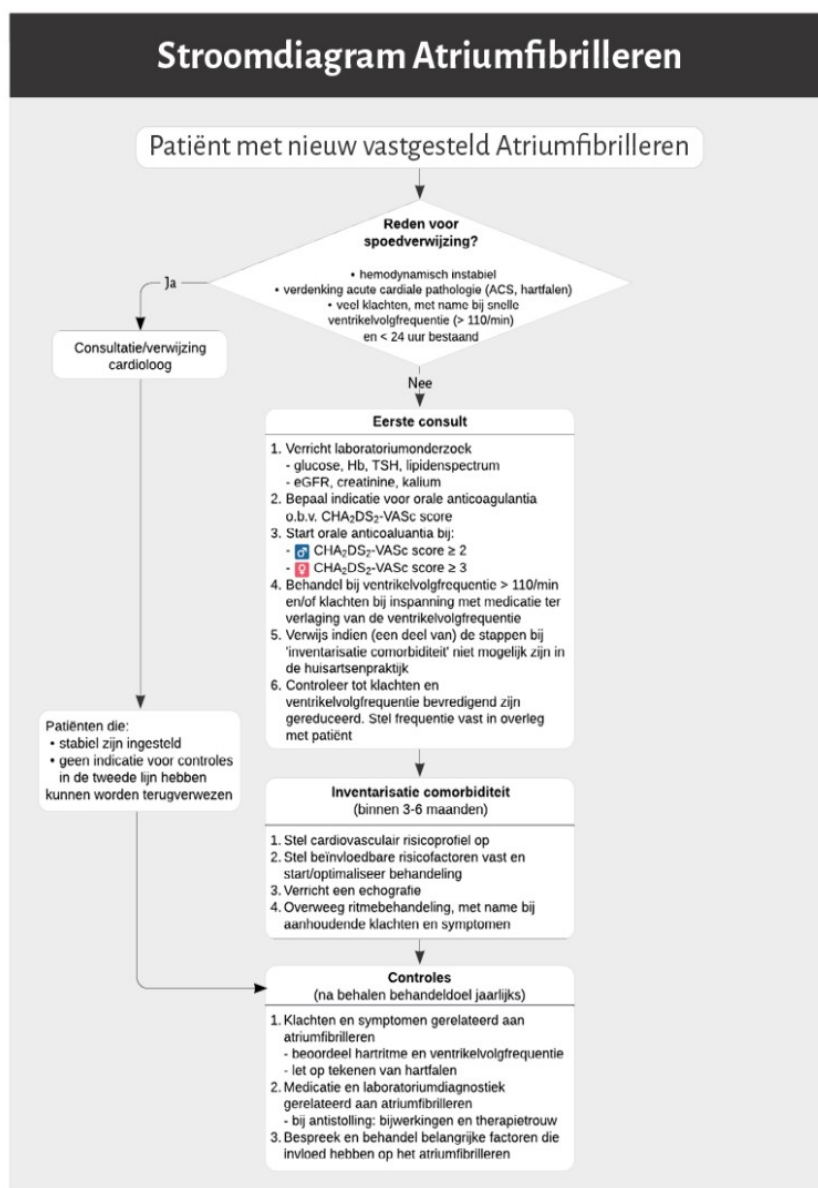 Stroomdiagram Atriumfibrilleren
Patiënt met nieuw vastgesteld Atriumfibrilleren
Reden voor
spoedverwijzing?
• hemodynamisch instabiel
• verdenking acute cardiale pathologie (ACS, hartfalen)
• veel klachten, met name bij snelle
ventrikelvolgfrequentie (> 110/min)
en < 24 uur bestaand
Ja
Consultatie/verwijzing
cardioloog
Nee
Eerste consult
1. Verricht laboratoriumonderzoek
- glucose, Hb, TSH, lipidenspectrum
- eGFR, creatinine, kalium
2. Bepaal indicatie voor orale anticoagulantia
o.b.v. CHA₂DS₂-VASc score
3. Start orale anticoaluantia bij:
- ♂ CHA₂DS₂-VASc score ≥ 2
- ♀ CHA₂DS₂-VASc score ≥ 3
4. Behandel bij ventrikelvolgfrequentie > 110/min
en/of klachten bij inspanning met medicatie ter
verlaging van de ventrikelvolgfrequentie
5. Verwijs indien (een deel van) de stappen bij
'inventarisatie comorbiditeit' niet mogelijk zijn in
de huisartsenpraktijk
6. Controleer tot klachten en
ventrikelvolgfrequentie bevredigend zijn
gereduceerd. Stel frequentie vast in overleg
met patiënt
Patiënten die:
• stabiel zijn ingesteld
• geen indicatie voor controles
in de tweede lijn hebben
kunnen worden terugverwezen
Inventarisatie comorbiditeit
(binnen 3-6 maanden)
1. Stel cardiovasculair risicoprofiel op
2. Stel beïnvloedbare risicofactoren vast en
start/optimaliseer behandeling
3. Verricht een echografie
4. Overweeg ritmebehandeling, met name bij
aanhoudende klachten en symptomen
Controles
(na behalen behandeldoel jaarlijks)
1. Klachten en symptomen gerelateerd aan
atriumfibrilleren
- beoordeel hartritme en ventrikelvolgfrequentie
- let op tekenen van hartfalen
2. Medicatie en laboratoriumdiagnostiek
gerelateerd aan atriumfibrilleren
- bij antistolling: bijwerkingen en therapietrouw
3. Bespreek en behandel belangrijke factoren die
invloed hebben op het atriumfibrilleren